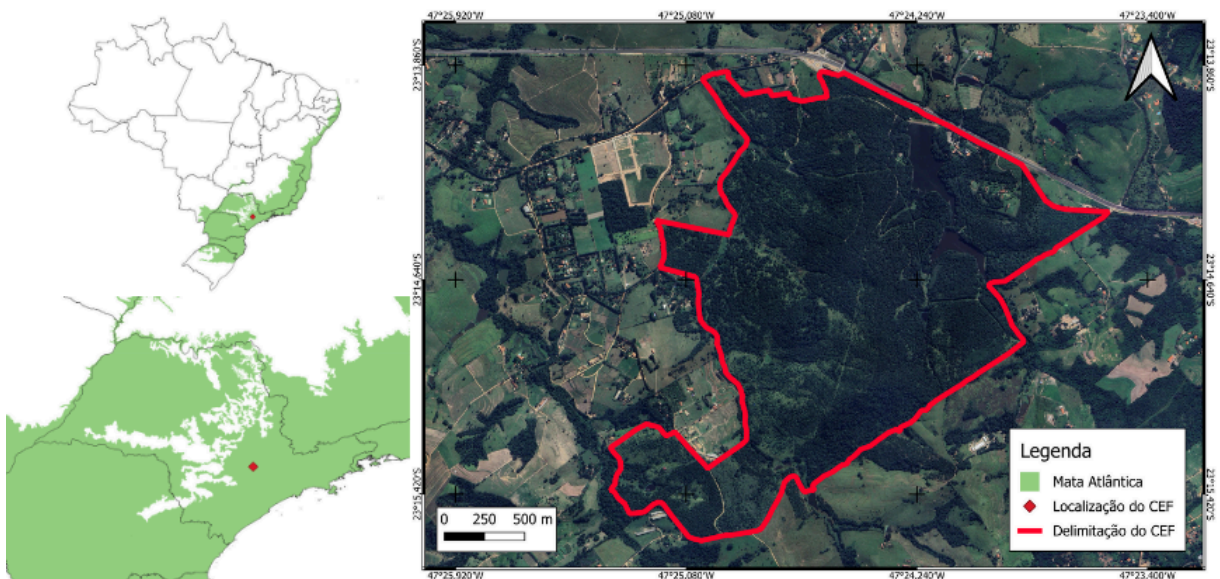 47°25,920'W 47°25,080'W 47°24,240'W 47°23,400'W
23°13,860'S 23°13,860'S
23°14,640'S 23°14,640'S
23°15,420'S 23°15,420'S
Legenda
Mata Atlântica
Localização do CEF
Delimitação do CEF
0 250 500 m
47°25,920'W 47°25,080'W 47°24,240'W 47°23,400'W